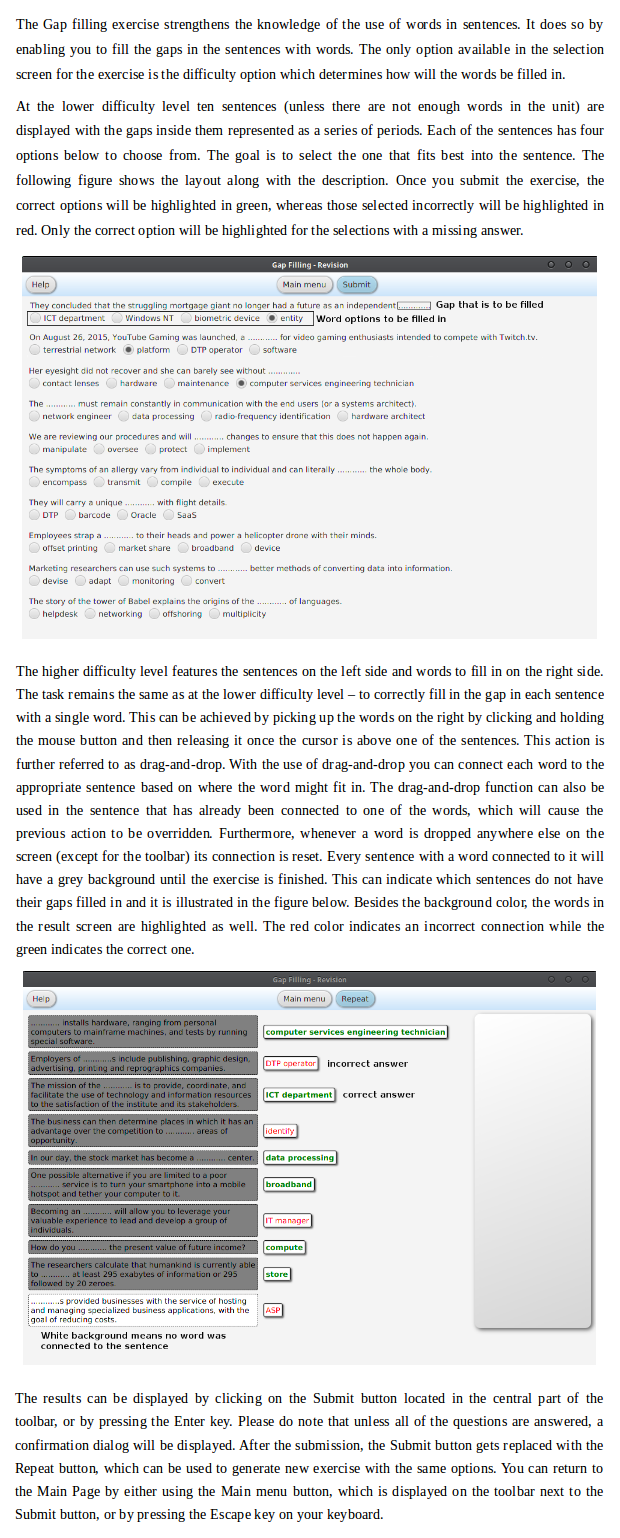 The Gap filling exercise strengthens the knowledge of the use of words in sentences. It does so by
enabling you to fill the gaps in the sentences with words. The only option available in the selection
screen for the exercise is the difficulty option which determines how will the words be filled in.
At the lower difficulty level ten sentences (unless there are not enough words in the unit) are
displayed with the gaps inside them represented as a series of periods. Each of the sentences has four
options below to choose from. The goal is to select the one that fits best into the sentence. The
following figure shows the layout along with the description. Once you submit the exercise, the
correct options will be highlighted in green, whereas those selected incorrectly will be highlighted in
red. Only the correct option will be highlighted for the selections with a missing answer.
Gap Filling - Revision
Help Main menu Submit
They concluded that the struggling mortgage giant no longer had a future as an independent ............ Gap that is to be filled
ICT department Windows NT biometric device entity Word options to be filled in
On August 26, 2015, YouTube Gaming was launched, a ............ for video gaming enthusiasts intended to compete with Twitch.tv.
terrestrial network platform DTP operator software
Her eyesight did not recover and she can barely see without ............
contact lenses hardware maintenance computer services engineering technician
The ............ must remain constantly in communication with the end users (or a systems architect).
network engineer data processing radio-frequency identification hardware architect
We are reviewing our procedures and will ............ changes to ensure that this does not happen again.
manipulate oversee protect implement
The symptoms of an allergy vary from individual to individual and can literally ............ the whole body.
encompass transmit compile execute
They will carry a unique ............ with flight details.
DTP barcode Oracle SaaS
Employees strap a ............ to their heads and power a helicopter drone with their minds.
offset printing market share broadband device
Marketing researchers can use such systems to ............ better methods of converting data into information.
devise adapt monitoring convert
The story of the tower of Babel explains the origins of the ............ of languages.
helpdesk networking offshoring multiplicity
The higher difficulty level features the sentences on the left side and words to fill in on the right side.
The task remains the same as at the lower difficulty level – to correctly fill in the gap in each sentence
with a single word. This can be achieved by picking up the words on the right by clicking and holding
the mouse button and then releasing it once the cursor is above one of the sentences. This action is
further referred to as drag-and-drop. With the use of drag-and-drop you can connect each word to the
appropriate sentence based on where the word might fit in. The drag-and-drop function can also be
used in the sentence that has already been connected to one of the words, which will cause the
previous action to be overridden. Furthermore, whenever a word is dropped anywhere else on the
screen (except for the toolbar) its connection is reset. Every sentence with a word connected to it will
have a grey background until the exercise is finished. This can indicate which sentences do not have
their gaps filled in and it is illustrated in the figure below. Besides the background color, the words in
the result screen are highlighted as well. The red color indicates an incorrect connection while the
green indicates the correct one.
Gap Filling - Revision
Help Main menu Repeat
............ installs hardware, ranging from personal
computers to mainframe machines, and tests by running
special software.
computer services engineering technician
Employers of ............s include publishing, graphic design,
advertising, printing and reprographics companies.
DTP operator incorrect answer
The mission of the ............ is to provide, coordinate, and
facilitate the use of technology and information resources
to the satisfaction of the institute and its stakeholders.
ICT department correct answer
The business can then determine places in which it has an
advantage over the competition to ............ areas of
opportunity.
identify
In our day, the stock market has become a ............ center.
data processing
One possible alternative if you are limited to a poor
............ service is to turn your smartphone into a mobile
hotspot and tether your computer to it.
broadband
Becoming an ............ will allow you to leverage your
valuable experience to lead and develop a group of
individuals.
IT manager
How do you ............ the present value of future income?
compute
The researchers calculate that humankind is currently able
to ............ at least 295 exabytes of information or 295
followed by 20 zeroes.
store
............s provided businesses with the service of hosting
and managing specialized business applications, with the
goal of reducing costs.
ASP
White background means no word was
connected to the sentence
The results can be displayed by clicking on the Submit button located in the central part of the
toolbar, or by pressing the Enter key. Please do note that unless all of the questions are answered, a
confirmation dialog will be displayed. After the submission, the Submit button gets replaced with the
Repeat button, which can be used to generate new exercise with the same options. You can return to
the Main Page by either using the Main menu button, which is displayed on the toolbar next to the
Submit button, or by pressing the Escape key on your keyboard.